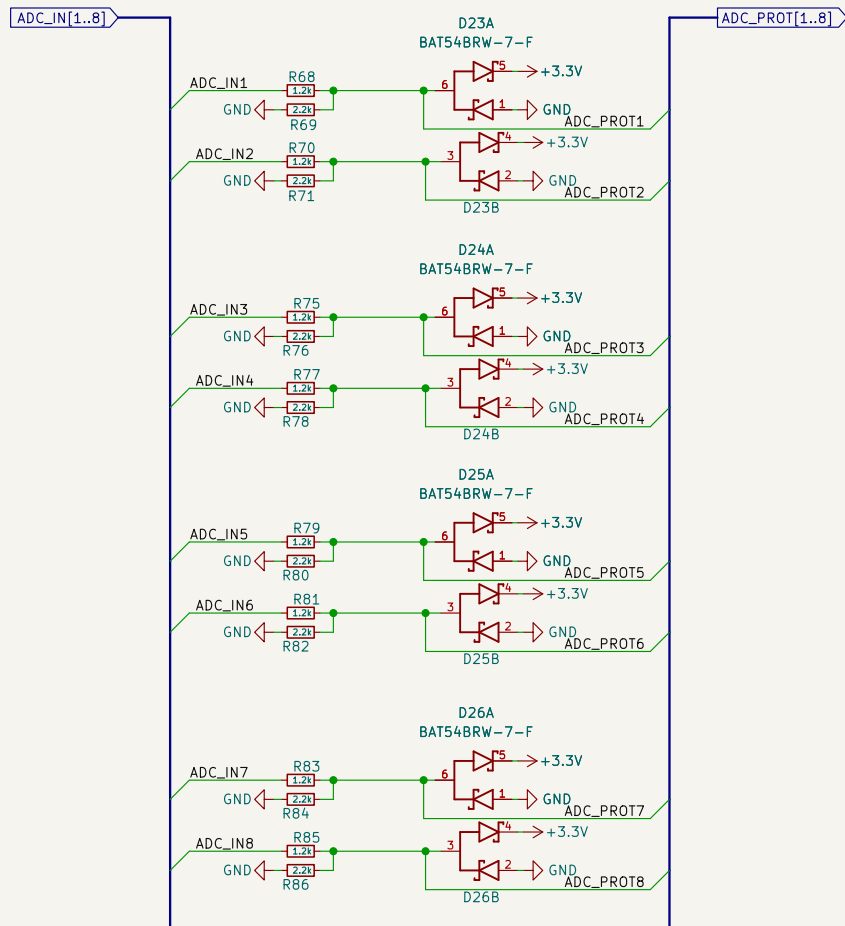 ADC_IN[1..8]
ADC_PROT[1..8]
D23A
BAT54BRW-7-F
ADC_IN1
R68
1.2k
6
5
+3.3V
GND
2.2k
R69
1
GND
ADC_PROT1
ADC_IN2
R70
1.2k
3
4
+3.3V
GND
2.2k
R71
2
GND
ADC_PROT2
D23B
D24A
BAT54BRW-7-F
ADC_IN3
R75
1.2k
6
5
+3.3V
GND
2.2k
R76
1
GND
ADC_PROT3
ADC_IN4
R77
1.2k
3
4
+3.3V
GND
2.2k
R78
2
GND
ADC_PROT4
D24B
D25A
BAT54BRW-7-F
ADC_IN5
R79
1.2k
6
5
+3.3V
GND
2.2k
R80
1
GND
ADC_PROT5
ADC_IN6
R81
1.2k
3
4
+3.3V
GND
2.2k
R82
2
GND
ADC_PROT6
D25B
D26A
BAT54BRW-7-F
ADC_IN7
R83
1.2k
6
5
+3.3V
GND
2.2k
R84
1
GND
ADC_PROT7
ADC_IN8
R85
1.2k
3
4
+3.3V
GND
2.2k
R86
2
GND
ADC_PROT8
D26B